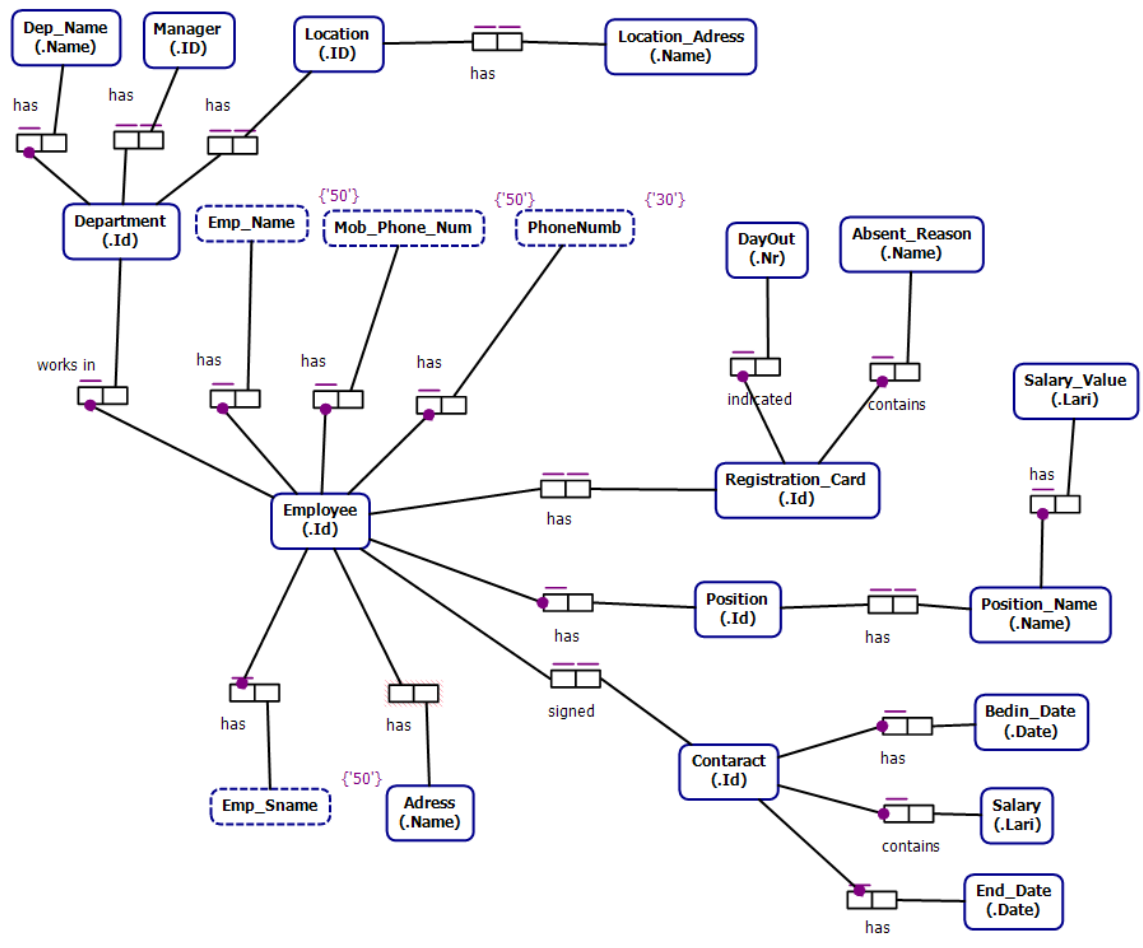 Dep_Name
(.Name)
Manager
(.ID)
Location
(.ID)
has
Location_Adress
(.Name)
has
has
has
Department
(.Id)
Emp_Name
{'50'}
Mob_Phone_Num
{'50'}
PhoneNumb
{'30'}
DayOut
(.Nr)
Absent_Reason
(.Name)
works in
has
has
has
indicated
contains
Salary_Value
(.Lari)
has
Registration_Card
(.Id)
Employee
(.Id)
has
has
Position
(.Id)
has
Position_Name
(.Name)
has
has
signed
Bedin_Date
(.Date)
has
Contaract
(.Id)
Emp_Sname
{'50'}
Adress
(.Name)
Salary
(.Lari)
contains
End_Date
(.Date)
has